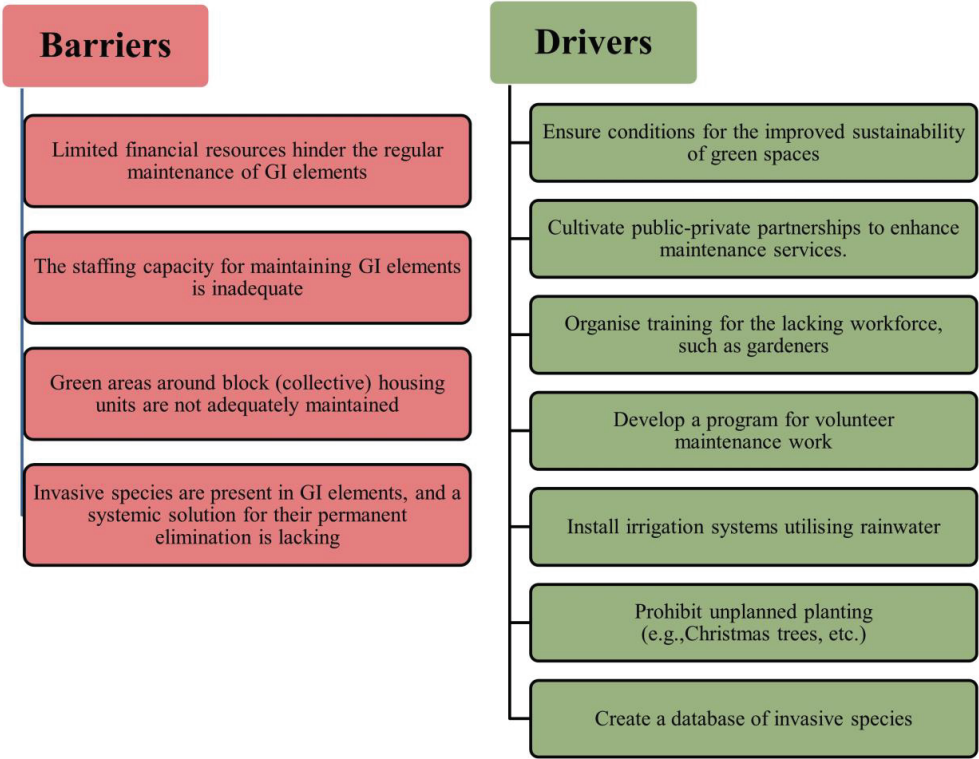 Barriers
Limited financial resources hinder the regular
maintenance of GI elements
The staffing capacity for maintaining GI elements
is inadequate
Green areas around block (collective) housing
units are not adequately maintained
Invasive species are present in GI elements, and a
systemic solution for their permanent
elimination is lacking
Drivers
Ensure conditions for the improved sustainability
of green spaces
Cultivate public-private partnerships to enhance
maintenance services.
Organise training for the lacking workforce,
such as gardeners
Develop a program for volunteer
maintenance work
Install irrigation systems utilising rainwater
Prohibit unplanned planting
(e.g.,Christmas trees, etc.)
Create a database of invasive species